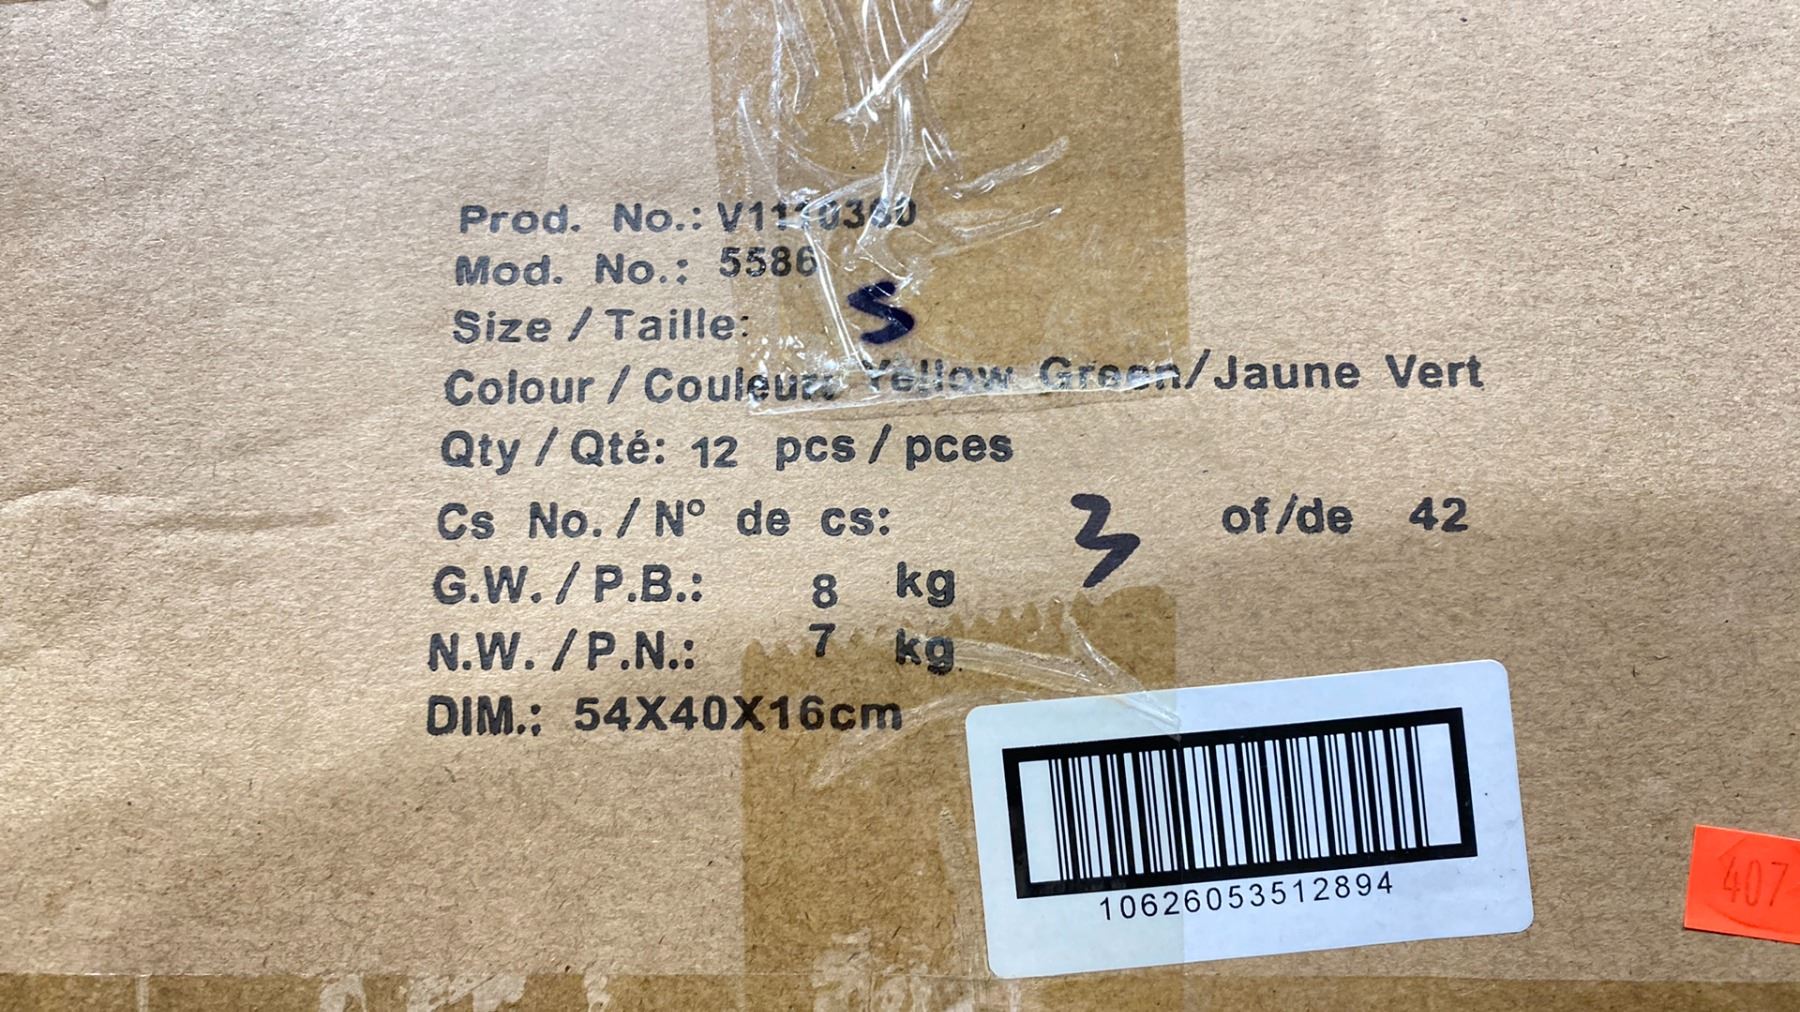 Prod. No.:
Mod. No.: 5586
Size / Taille: S
Colour / Couleur: Yellow Green/Jaune Vert
Qty / Qté: 12 pcs / pces
Cs No. / N° de cs: 3 of/de 42
G.W. / P.B.: 8 kg
N.W. / P.N.: 7 kg
DIM.: 54X40X16cm
10626053512894
407